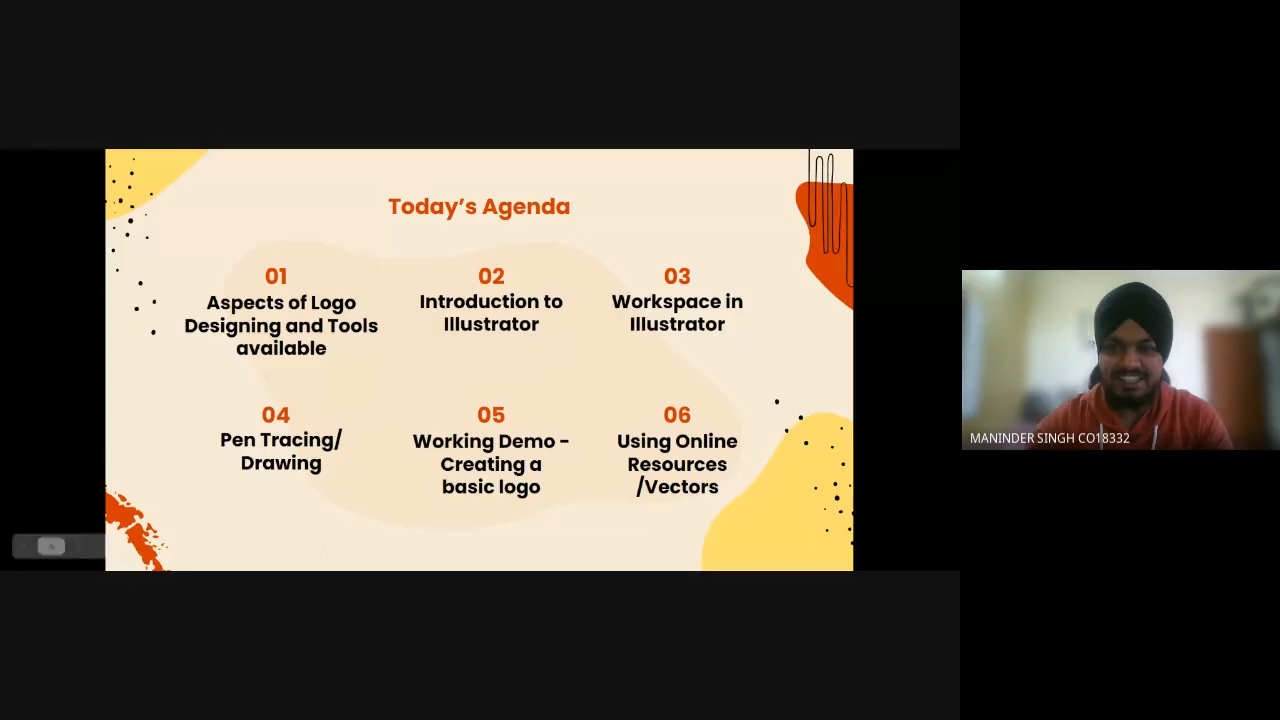 Today’s Agenda
01
Aspects of Logo
Designing and Tools
available
02
Introduction to
Illustrator
03
Workspace in
Illustrator
04
Pen Tracing/
Drawing
05
Working Demo -
Creating a
basic logo
06
Using Online
Resources
/Vectors
MANINDER SINGH CO18332